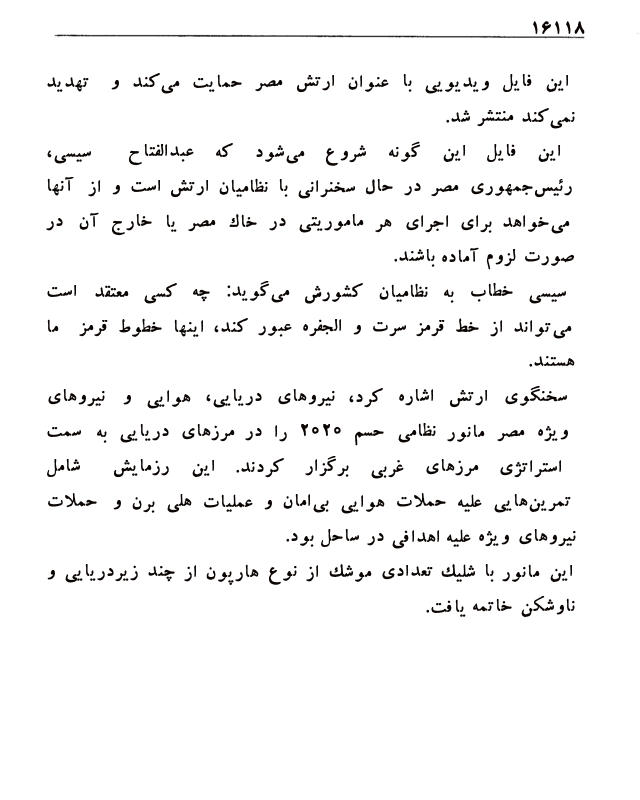 ۱۶۱۱۸
این فایل ویدیویی با عنوان ارتش مصر حمایت می‌کند و تهدید
نمی‌کند منتشر شد.
این فایل این گونه شروع می‌شود که عبدالفتاح سیسی،
رئیس‌جمهوری مصر در حال سخنرانی با نظامیان ارتش است و از آنها
می‌خواهد برای اجرای هر ماموریتی در خاك مصر یا خارج آن در
صورت لزوم آماده باشند.
سیسی خطاب به نظامیان کشورش می‌گوید: چه کسی معتقد است
می‌تواند از خط قرمز سرت و الجفره عبور کند، اینها خطوط قرمز ما
هستند.
سخنگوی ارتش اشاره کرد، نیروهای دریایی، هوایی و نیروهای
ویژه مصر مانور نظامی حسم ۲۰۲۰ را در مرزهای دریایی به سمت
استراتژی مرزهای غربی برگزار کردند. این رزمایش شامل
تمرین‌هایی علیه حملات هوایی بی‌امان و عملیات هلی برن و حملات
نیروهای ویژه علیه اهدافی در ساحل بود.
این مانور با شلیك تعدادی موشك از نوع هارپون از چند زیردریایی و
ناوشکن خاتمه یافت.